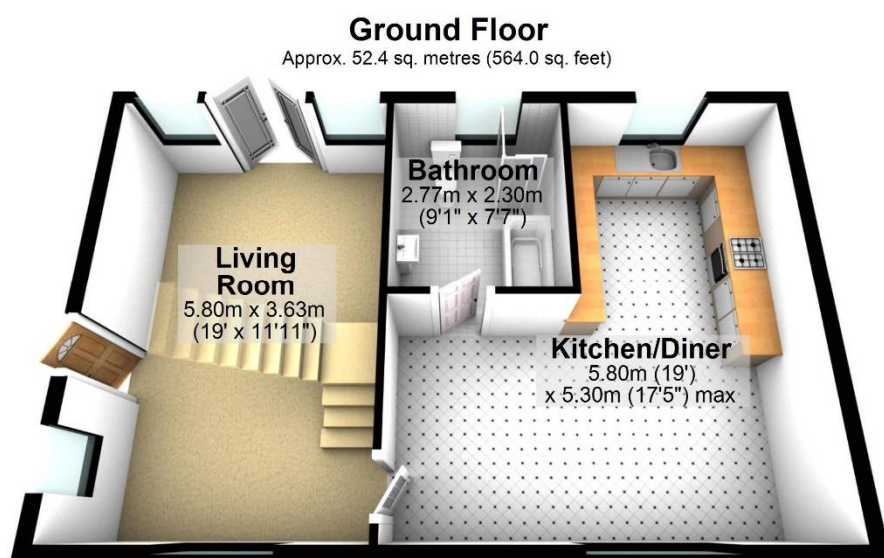 Ground Floor
Approx. 52.4 sq. metres (564.0 sq. feet)
Bathroom
2.77m x 2.30m
(9'1" x 7'7")
Living
Room
5.80m x 3.63m
(19' x 11'11")
Kitchen/Diner
5.80m (19')
x 5.30m (17'5") max